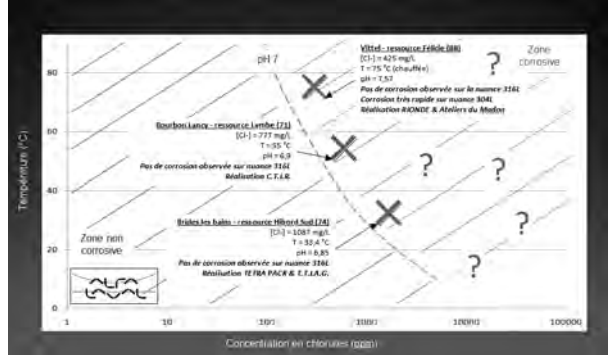 Vittel - ressource Félicie (88)
[Cl-] = 425 mg/L
T = 75 °C (chauffée)
pH = 7,57
Pas de corrosion observée sur la nuance 316L
Corrosion très rapide sur nuance 304L
Réalisation RIONDE & Ateliers du Madon
Zone
corrosive
pH 7
?
Bourbon Lancy - ressource Lymbe (71)
[Cl-] = 777 mg/L
T = 55 °C
pH = 6,9
Pas de corrosion observée sur nuance 316L
Réalisation C.T.I.R.
?
?
Brides les bains - ressource Hibord Sud (74)
[Cl-] = 1087 mg/L
T = 33,4 °C
pH = 6,85
Pas de corrosion observée sur nuance 316L
Réalisation TETRA PACK & E.T.I.A.G.
?
?
Zone non
corrosive
ALFA
LAVAL
Température (°C)
80
60
40
20
0
1
10
100
1000
10000
100000
Concentration en chlorures (ppm)